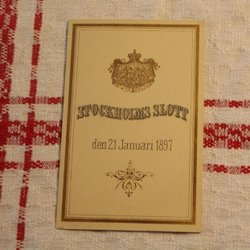 STOCKHOLMS SLOTT
den 21 Januari 1897